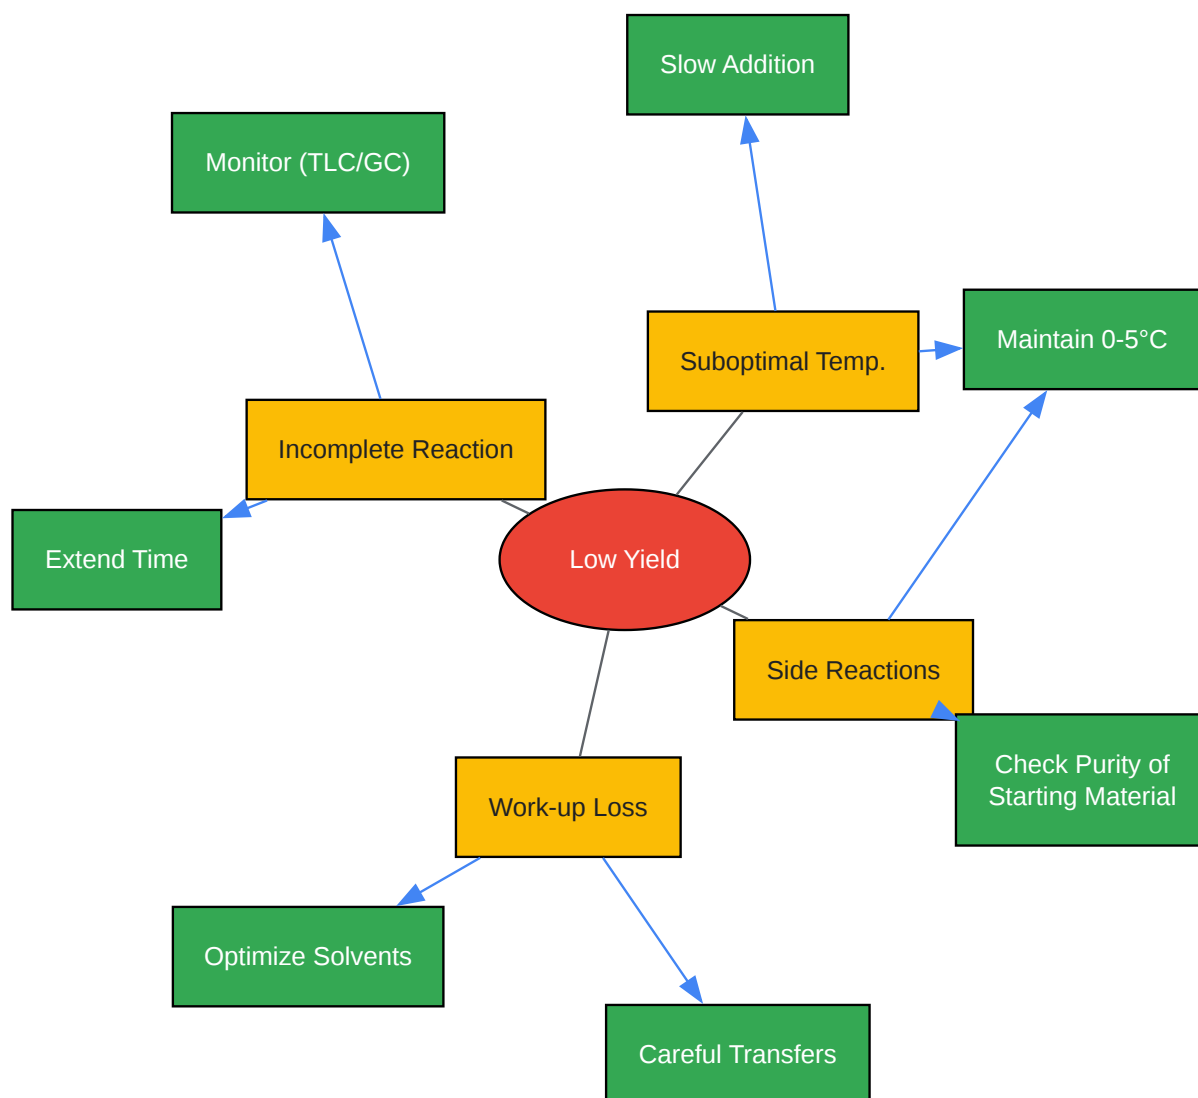 Slow Addition
Monitor (TLC/GC)
Maintain 0-5°C
Suboptimal Temp.
Incomplete Reaction
Extend Time
Low Yield
Side Reactions
Check Purity of
Starting Material
Work-up Loss
Optimize Solvents
Careful Transfers